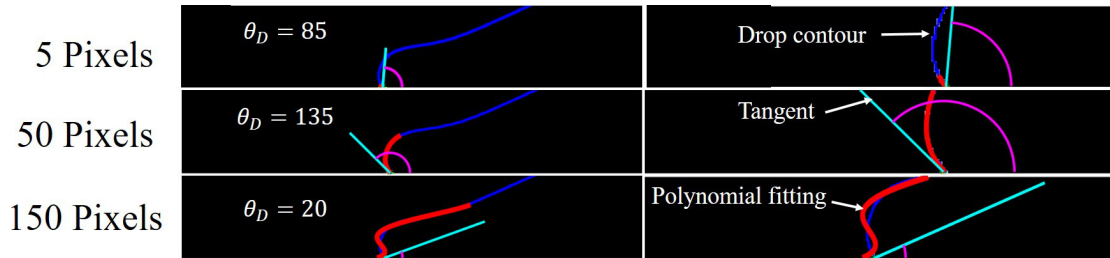 5 Pixels
θ_D = 85
Drop contour
50 Pixels
θ_D = 135
Tangent
150 Pixels
θ_D = 20
Polynomial fitting